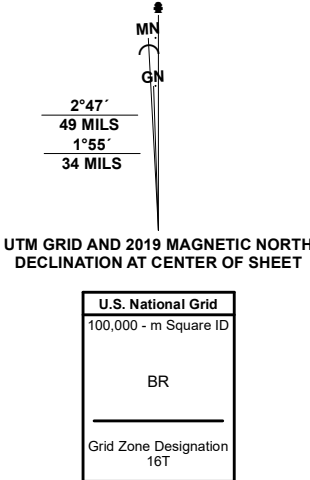 MN
GN
2°47´
49 MILS
1°55´
34 MILS
UTM GRID AND 2019 MAGNETIC NORTH
DECLINATION AT CENTER OF SHEET
U.S. National Grid
100,000 - m Square ID
BR
Grid Zone Designation
16T